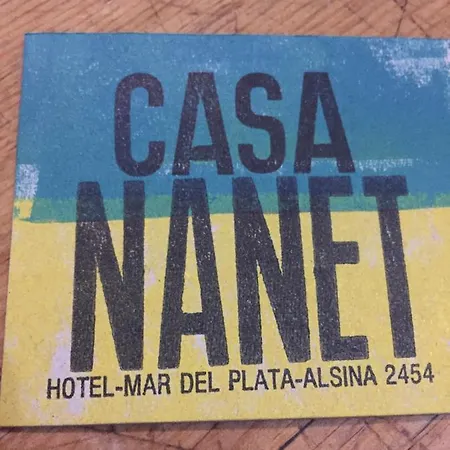 CASA
NANET
HOTEL-MAR DEL PLATA-ALSINA 2454